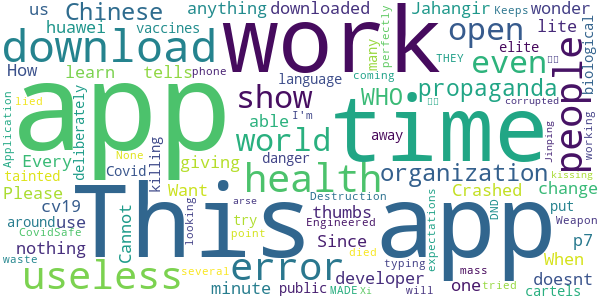 us Chinese anything downloaded Jahangir Keeps wonder
huawei vaccines work open elite lite
download many perfectly
How learn tells language coming even THEY biological
Application lied deliberately show phone WHO propaganda people
Every able time away corrupted
app killing world I'm
tainted None Covid giving danger organization Jinping working
Please health
Want Crashed change kissing
cv19 Cannot This app
around use looking Destruction arse thumbs Since expectations DND put Weapon
CovidSafe try Engineered When p7
nothing error developer typing one doesnt
useless point minute died mass tried
waste several public MADE Xi will cartels